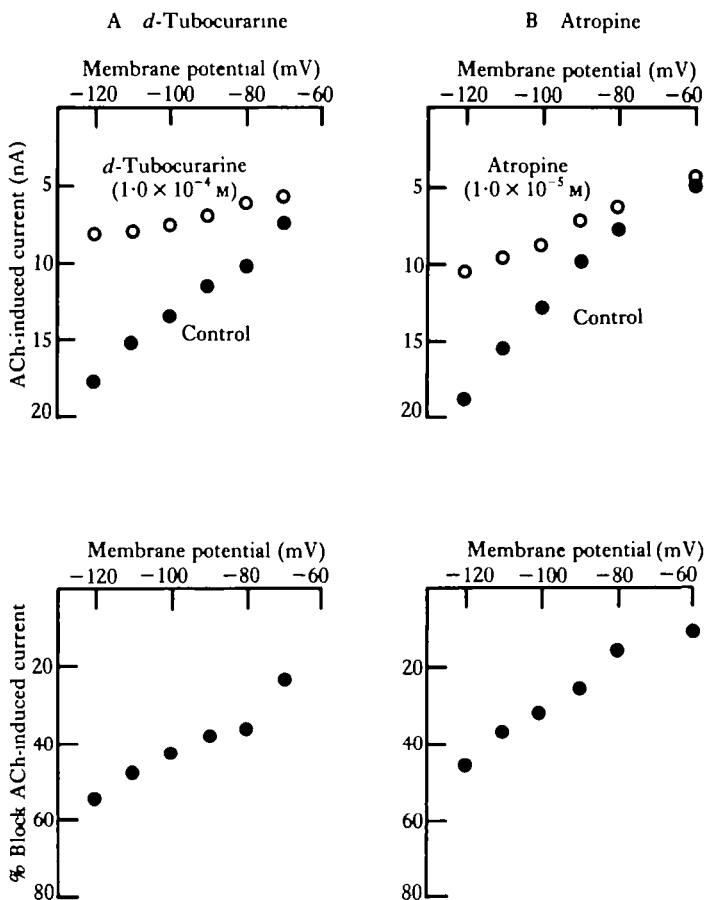 A d-Tubocurarine
B Atropine
Membrane potential (mV)
−120 −100 −80 −60
ACh-induced current (nA)
5
10
15
20
d-Tubocurarine
(1·0 × 10⁻⁴ M)
Control
Membrane potential (mV)
−120 −100 −80 −60
5
10
15
20
Atropine
(1·0 × 10⁻⁵ M)
Control
Membrane potential (mV)
−120 −100 −80 −60
% Block ACh-induced current
20
40
60
80
Membrane potential (mV)
−120 −100 −80 −60
20
40
60
80